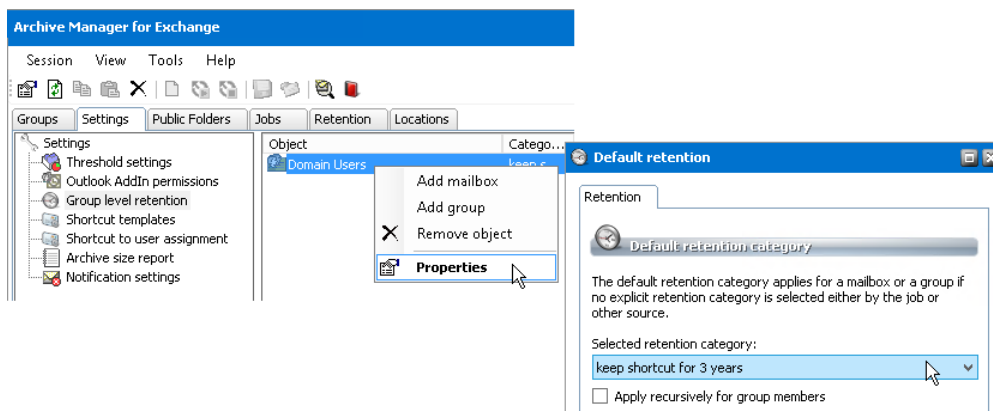 Archive Manager for Exchange
Session View Tools Help
Groups Settings Public Folders Jobs Retention Locations
Settings
Threshold settings
Outlook AddIn permissions
Group level retention
Shortcut templates
Shortcut to user assignment
Archive size report
Notification settings
Object Catego...
Domain Users keep s...
Add mailbox
Add group
Remove object
Properties
Default retention
Retention
Default retention category
The default retention category applies for a mailbox or a group if
no explicit retention category is selected either by the job or
other source.
Selected retention category:
keep shortcut for 3 years
Apply recursively for group members